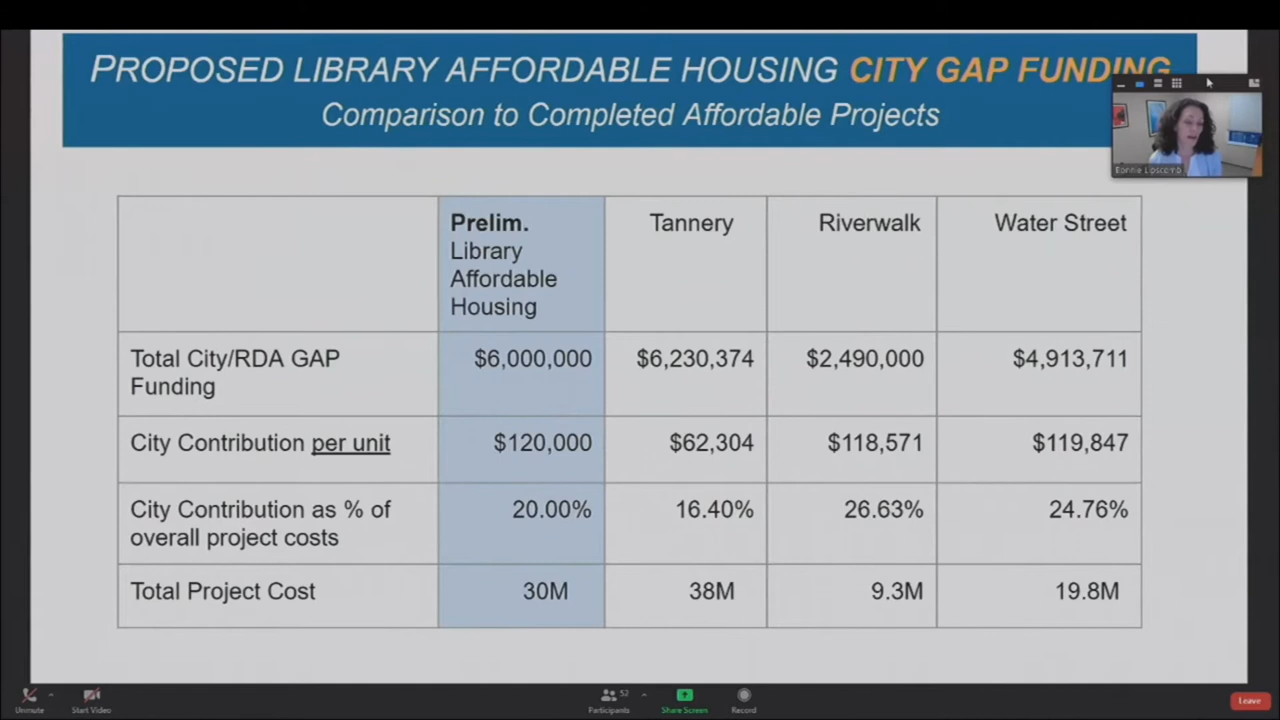 PROPOSED LIBRARY AFFORDABLE HOUSING CITY GAP FUNDING
Comparison to Completed Affordable Projects
Bonnie Lipscomb
Prelim.
Library
Affordable
Housing
Tannery
Riverwalk
Water Street
Total City/RDA GAP
Funding
$6,000,000
$6,230,374
$2,490,000
$4,913,711
City Contribution per unit
$120,000
$62,304
$118,571
$119,847
City Contribution as % of
overall project costs
20.00%
16.40%
26.63%
24.76%
Total Project Cost
30M
38M
9.3M
19.8M
Unmute
Start Video
52
Participants
Share Screen
Record
Leave